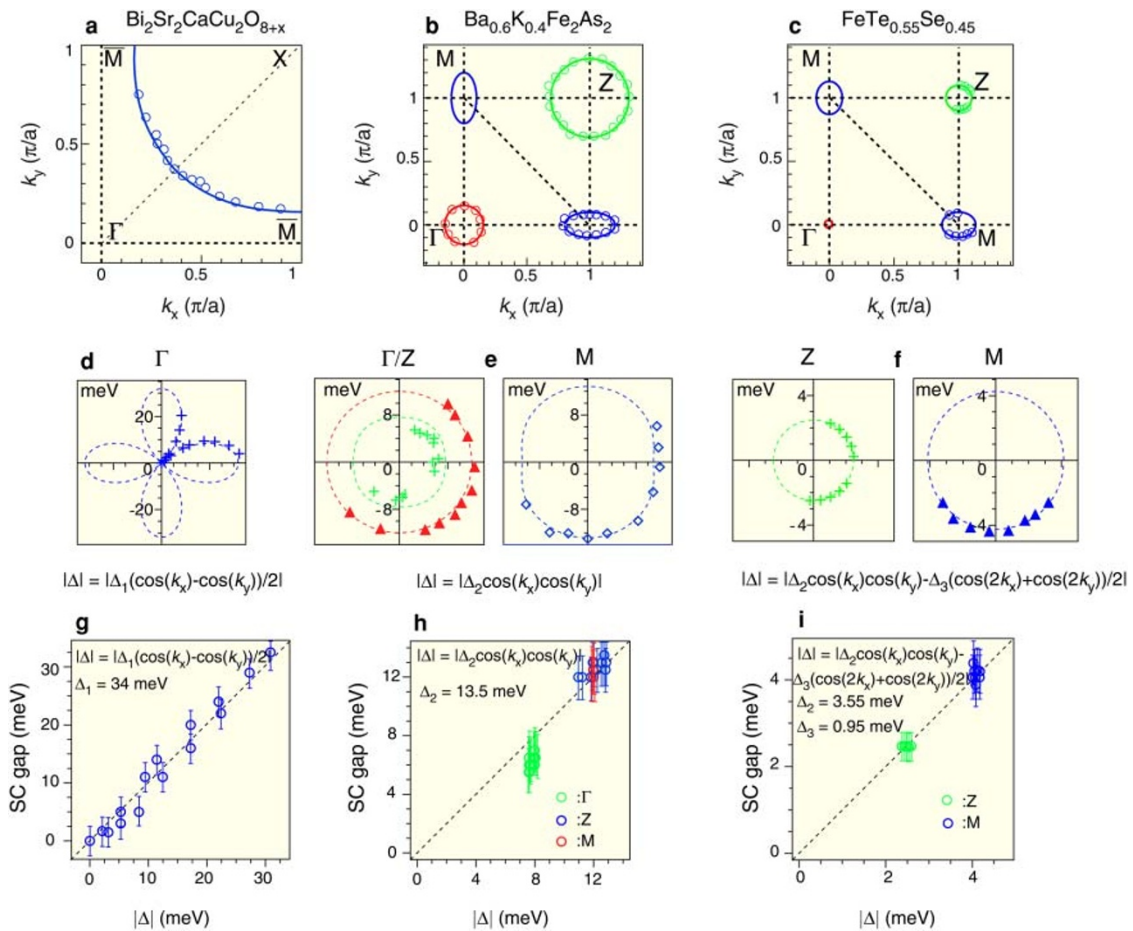 Bi2Sr2CaCu2O8+x
Ba0.6K0.4Fe2As2
FeTe0.55Se0.45
a
b
c
1
0.5
0
ky (π/a)
M̅
X
Γ
M̅
0
0.5
1
kx (π/a)
1
0.5
0
ky (π/a)
M
Z
Γ
0
1
kx (π/a)
1
0.5
0
ky (π/a)
M
Z
Γ
M
0
1
kx (π/a)
d
Γ
Γ/Z
e
M
Z
f
M
meV
20
0
-20
meV
8
0
-8
8
0
-8
meV
4
0
-4
4
0
4
|Δ| = |Δ1(cos(kx)-cos(ky))/2|
|Δ| = |Δ2cos(kx)cos(ky)|
|Δ| = |Δ2cos(kx)cos(ky)-Δ3(cos(2kx)+cos(2ky))/2|
g
h
i
|Δ| = |Δ1(cos(kx)-cos(ky))/2|
Δ1 = 34 meV
30
20
10
0
SC gap (meV)
0
10
20
30
|Δ| (meV)
|Δ| = |Δ2cos(kx)cos(ky)|
Δ2 = 13.5 meV
12
8
4
0
SC gap (meV)
:Γ
:Z
:M
0
4
8
12
|Δ| (meV)
|Δ| = |Δ2cos(kx)cos(ky)-
Δ3(cos(2kx)+cos(2ky))/2|
Δ2 = 3.55 meV
Δ3 = 0.95 meV
4
2
0
SC gap (meV)
:Z
:M
0
2
4
|Δ| (meV)